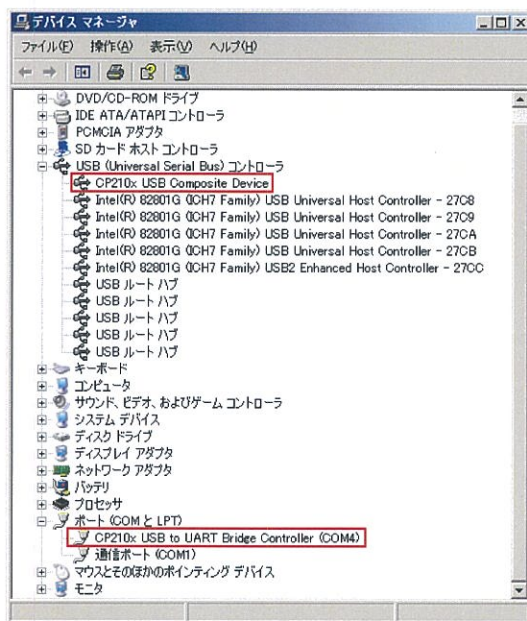 デバイス マネージャ
ファイル(F) 操作(A) 表示(V) ヘルプ(H)
DVD/CD-ROM ドライブ
IDE ATA/ATAPI コントローラ
PCMCIA アダプタ
SD カード ホスト コントローラ
USB (Universal Serial Bus) コントローラ
CP210x USB Composite Device
Intel(R) 82801G (ICH7 Family) USB Universal Host Controller - 27C8
Intel(R) 82801G (ICH7 Family) USB Universal Host Controller - 27C9
Intel(R) 82801G (ICH7 Family) USB Universal Host Controller - 27CA
Intel(R) 82801G (ICH7 Family) USB Universal Host Controller - 27CB
Intel(R) 82801G (ICH7 Family) USB2 Enhanced Host Controller - 27CC
USB ルート ハブ
USB ルート ハブ
USB ルート ハブ
USB ルート ハブ
USB ルート ハブ
キーボード
コンピュータ
サウンド、ビデオ、およびゲーム コントローラ
システム デバイス
ディスク ドライブ
ディスプレイ アダプタ
ネットワーク アダプタ
バッテリ
プロセッサ
ポート (COM と LPT)
CP210x USB to UART Bridge Controller (COM4)
通信ポート (COM1)
マウスとそのほかのポインティング デバイス
モニタ